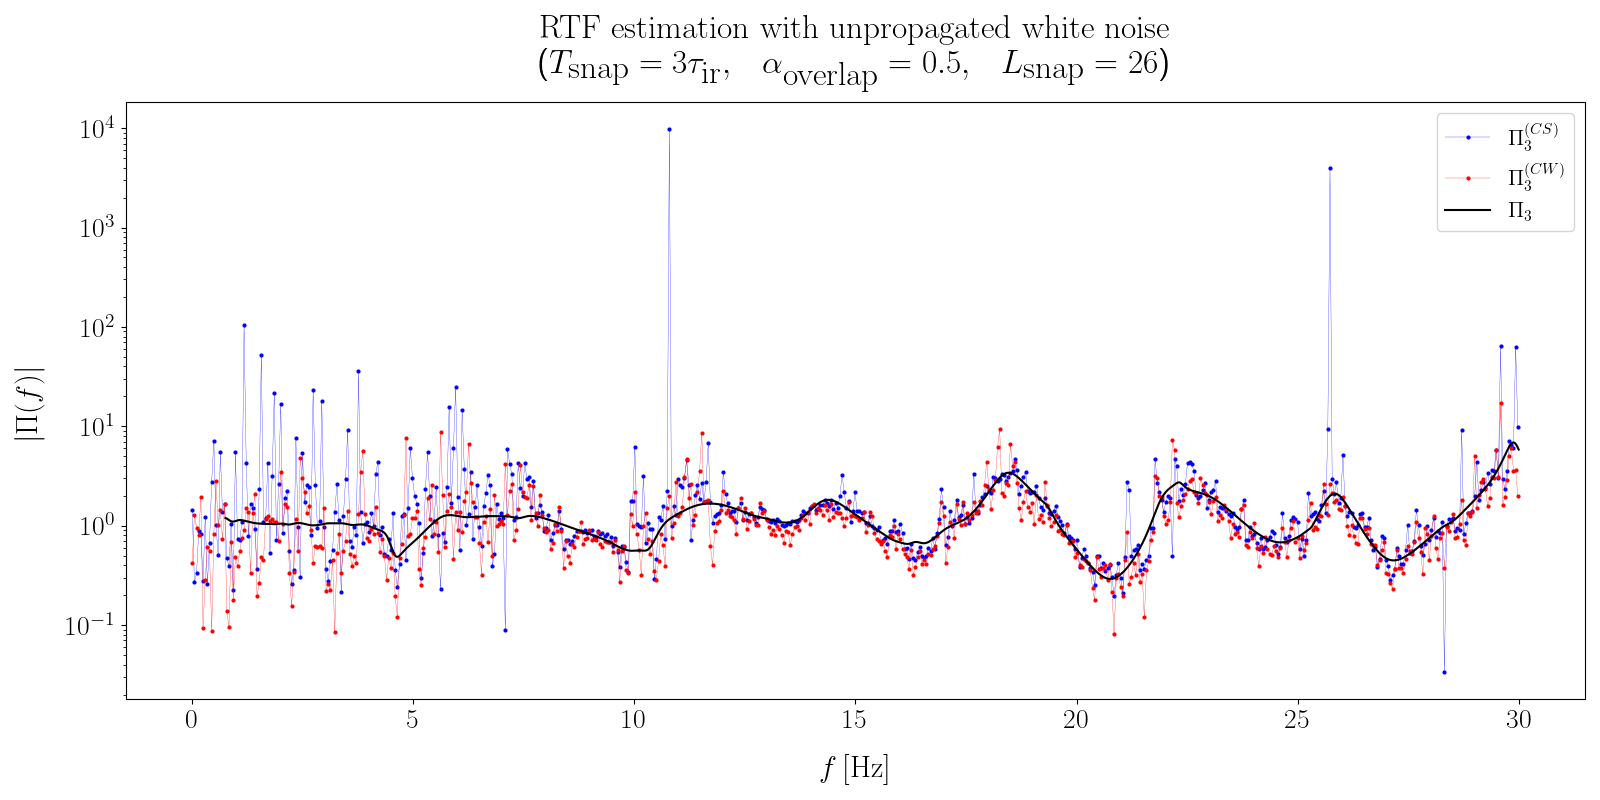 RTF estimation with unpropagated white noise
(T_snap = 3τ_ir,   α_overlap = 0.5,   L_snap = 26)
Π_3^(CS)
Π_3^(CW)
Π_3
|Π(f)|
10^4
10^3
10^2
10^1
10^0
10^−1
0 5 10 15 20 25 30
f [Hz]